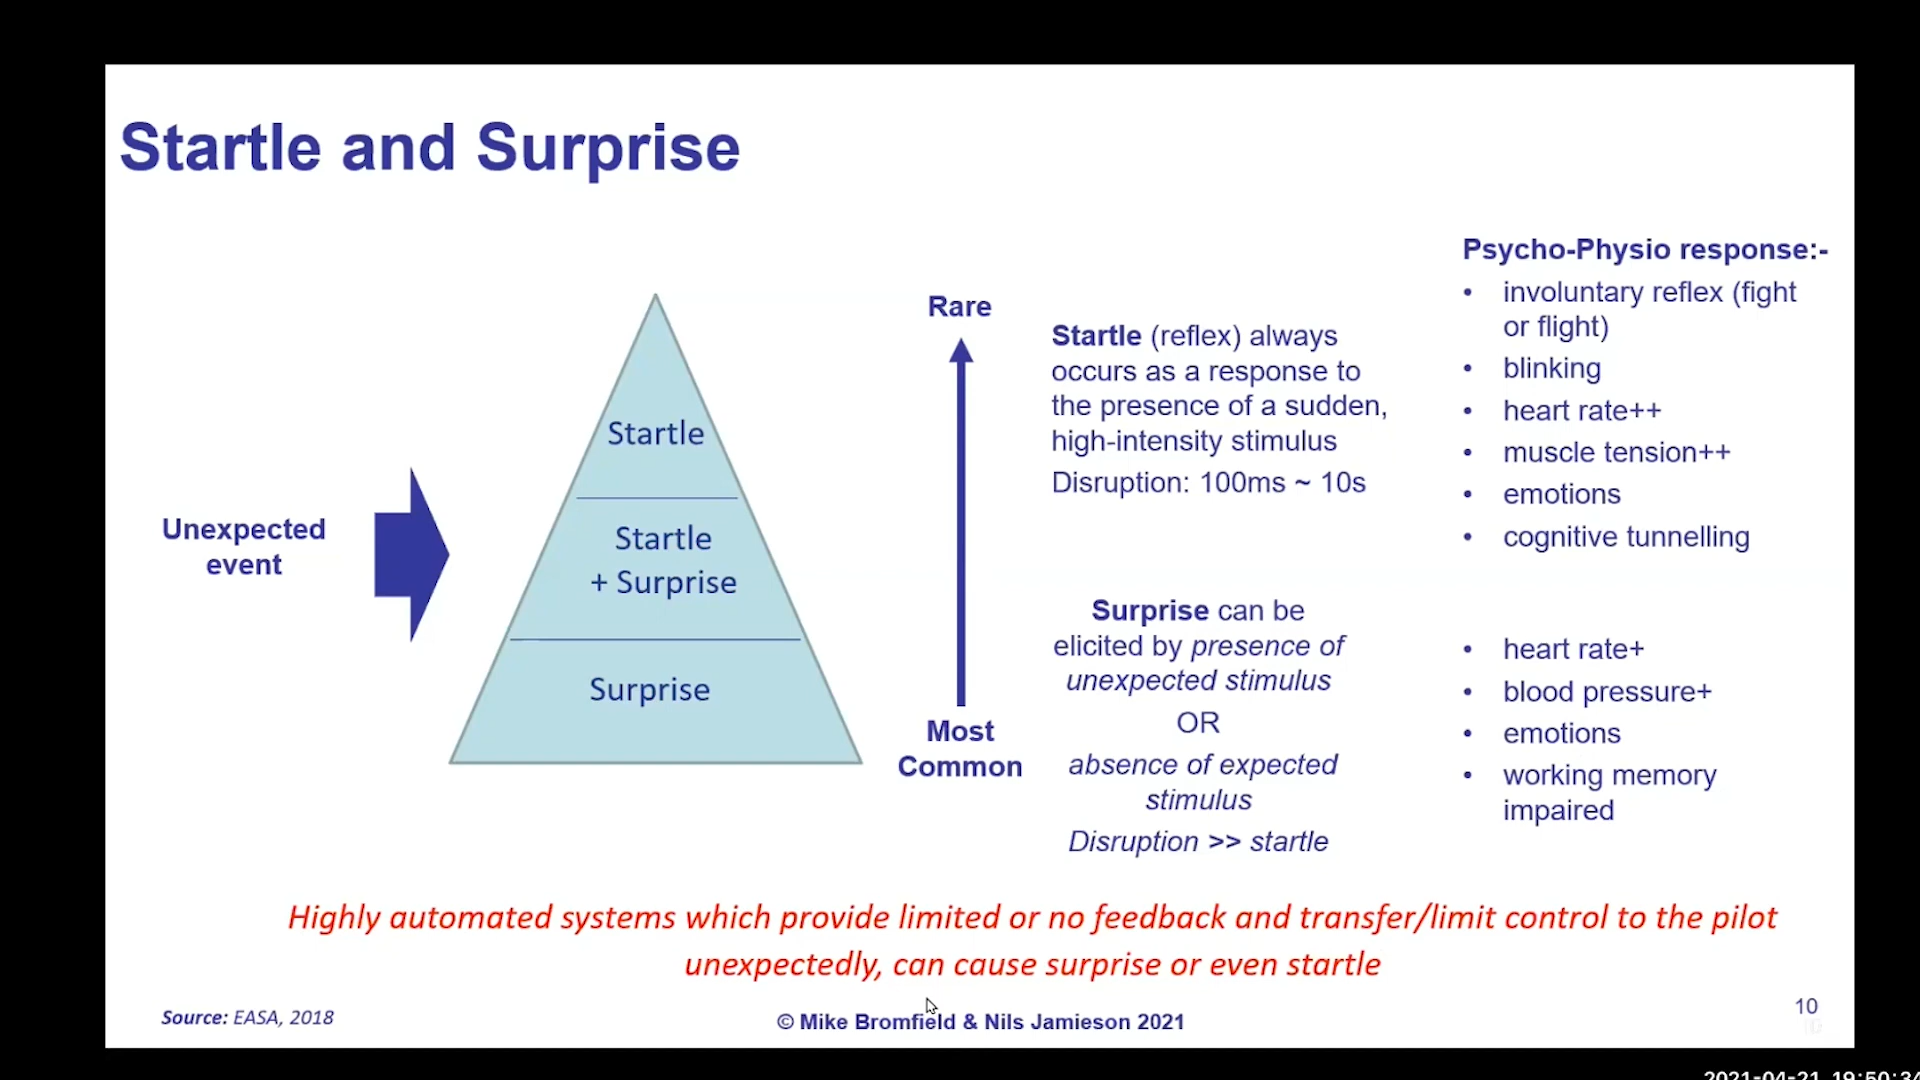 Startle and Surprise
Unexpected
event
Startle
Startle
+ Surprise
Surprise
Rare
Most
Common
Startle (reflex) always
occurs as a response to
the presence of a sudden,
high-intensity stimulus
Disruption: 100ms ~ 10s
Surprise can be
elicited by presence of
unexpected stimulus
OR
absence of expected
stimulus
Disruption >> startle
Psycho-Physio response:-
• involuntary reflex (fight
or flight)
• blinking
• heart rate++
• muscle tension++
• emotions
• cognitive tunnelling
• heart rate+
• blood pressure+
• emotions
• working memory
impaired
Highly automated systems which provide limited or no feedback and transfer/limit control to the pilot
unexpectedly, can cause surprise or even startle
Source: EASA, 2018
© Mike Bromfield & Nils Jamieson 2021
10
10
2021-04-21 19:50:34